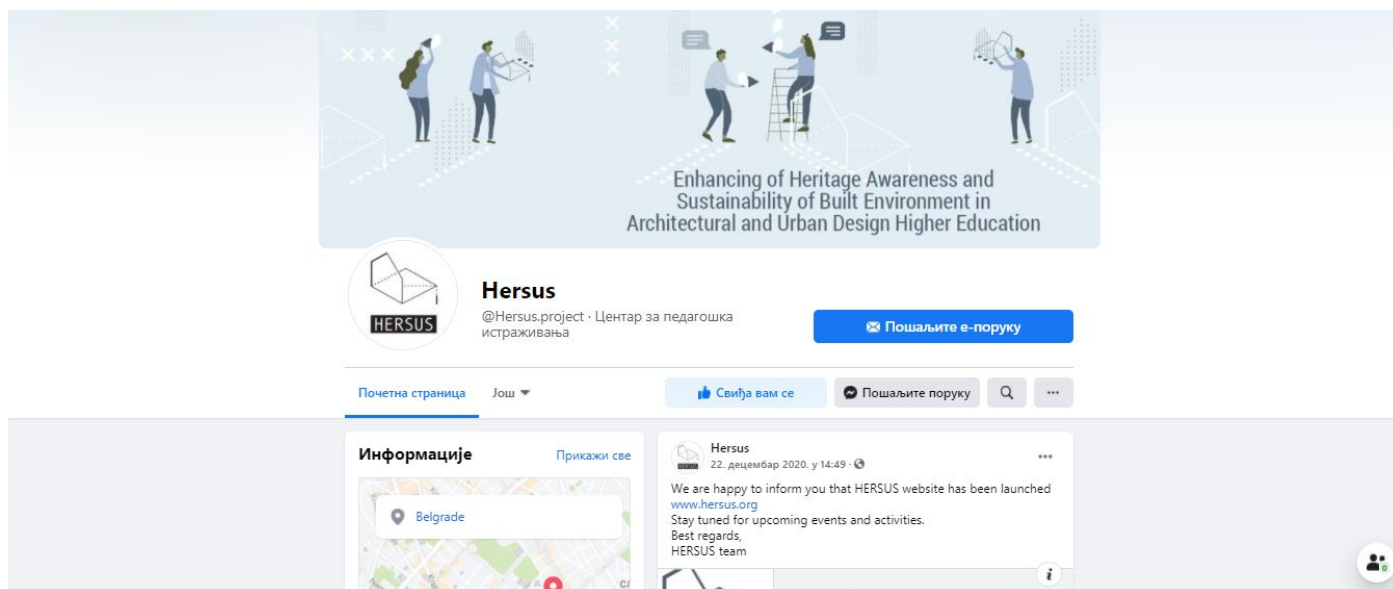 Enhancing of Heritage Awareness and
Sustainability of Built Environment in
Architectural and Urban Design Higher Education
HERSUS
Hersus
@Hersus.project · Центар за педагошка
истраживања
Пошаљите е-поруку
Почетна страница
Још
Свиђа вам се
Пошаљите поруку
Информације
Прикажи све
Belgrade
Hersus
22. децембар 2020. у 14:49 ·
We are happy to inform you that HERSUS website has been launched
www.hersus.org
Stay tuned for upcoming events and activities.
Best regards,
HERSUS team